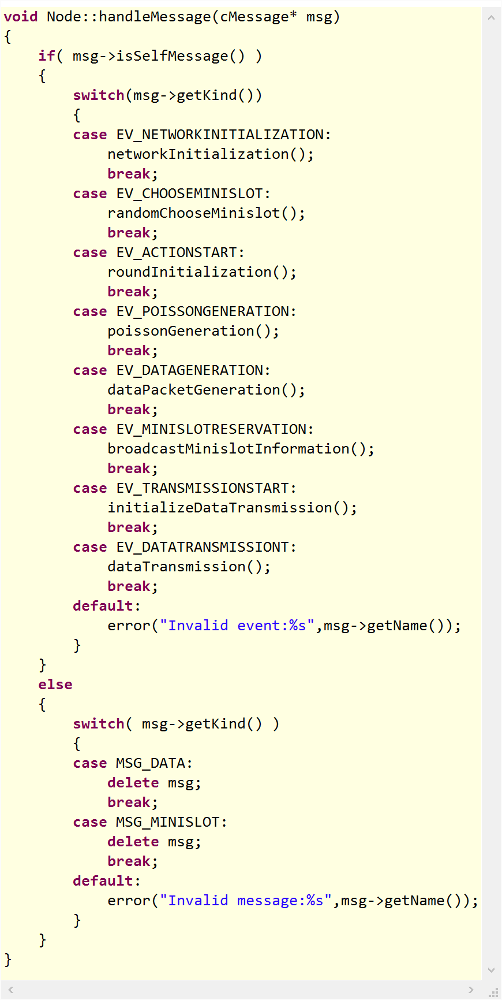 void Node::handleMessage(cMessage* msg)
{
    if( msg->isSelfMessage() )
    {
        switch(msg->getKind())
        {
        case EV_NETWORKINITIALIZATION:
            networkInitialization();
            break;
        case EV_CHOOSEMINISLOT:
            randomChooseMinislot();
            break;
        case EV_ACTIONSTART:
            roundInitialization();
            break;
        case EV_POISSONGENERATION:
            poissonGeneration();
            break;
        case EV_DATAGENERATION:
            dataPacketGeneration();
            break;
        case EV_MINISLOTRESERVATION:
            broadcastMinislotInformation();
            break;
        case EV_TRANSMISSIONSTART:
            initializeDataTransmission();
            break;
        case EV_DATATRANSMISSIONT:
            dataTransmission();
            break;
        default:
            error("Invalid event:%s",msg->getName());
        }
    }
    else
    {
        switch( msg->getKind() )
        {
        case MSG_DATA:
            delete msg;
            break;
        case MSG_MINISLOT:
            delete msg;
            break;
        default:
            error("Invalid message:%s",msg->getName());
        }
    }
}